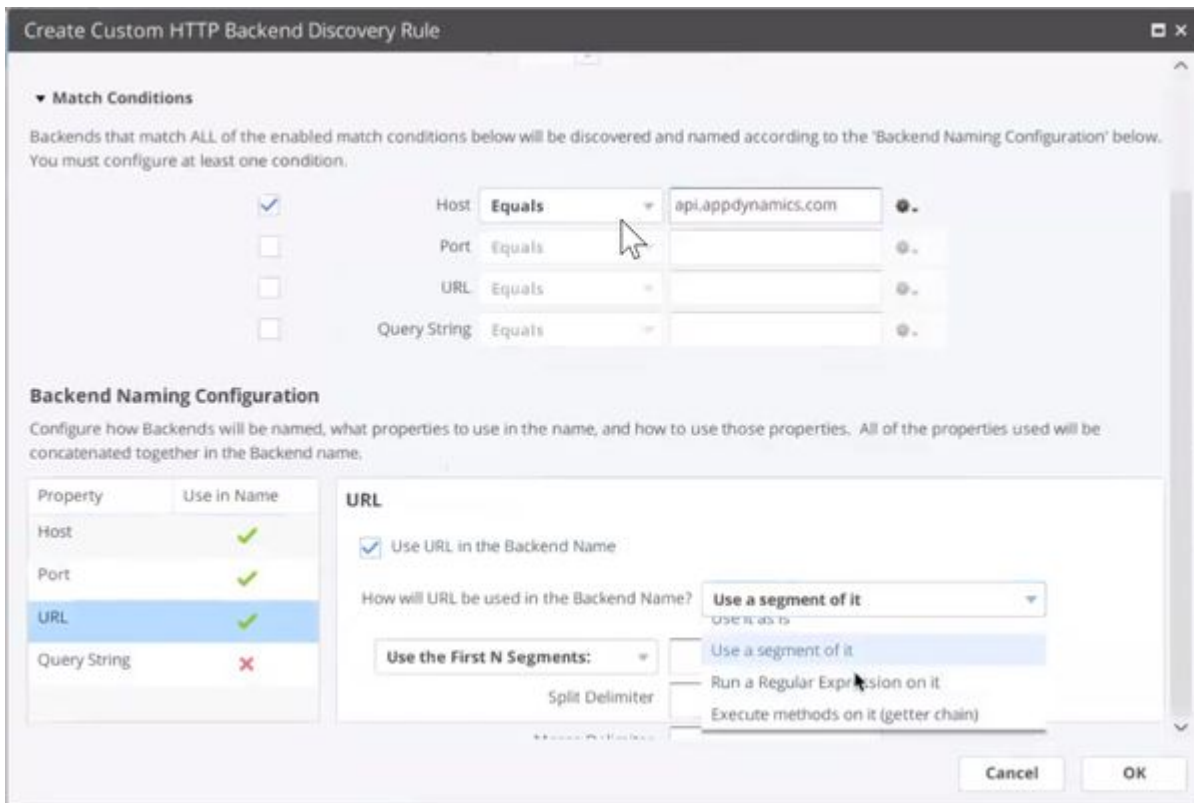 Create Custom HTTP Backend Discovery Rule
Match Conditions
Backends that match ALL of the enabled match conditions below will be discovered and named according to the 'Backend Naming Configuration' below.
You must configure at least one condition.
Host Equals api.appdynamics.com
Port Equals
URL Equals
Query String Equals
Backend Naming Configuration
Configure how Backends will be named, what properties to use in the name, and how to use those properties. All of the properties used will be
concatenated together in the Backend name.
Property Use in Name
Host
Port
URL
Query String
URL
Use URL in the Backend Name
How will URL be used in the Backend Name? Use a segment of it
Use it as is
Use the First N Segments: Use a segment of it
Run a Regular Expression on it
Split Delimiter
Execute methods on it (getter chain)
Cancel OK